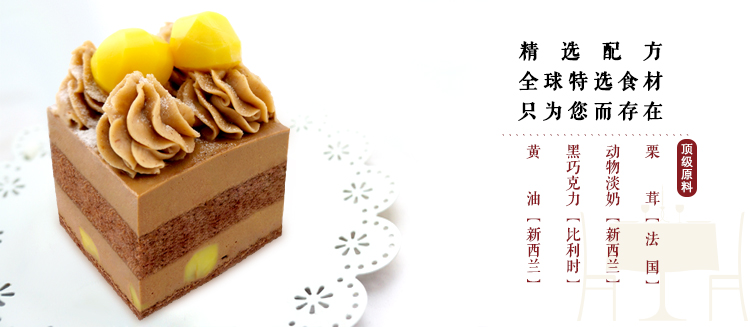 精选配方
全球特选食材
只为您而存在
顶级原料
栗茸【法国】
动物淡奶【新西兰】
黑巧克力【比利时】
黄油【新西兰】